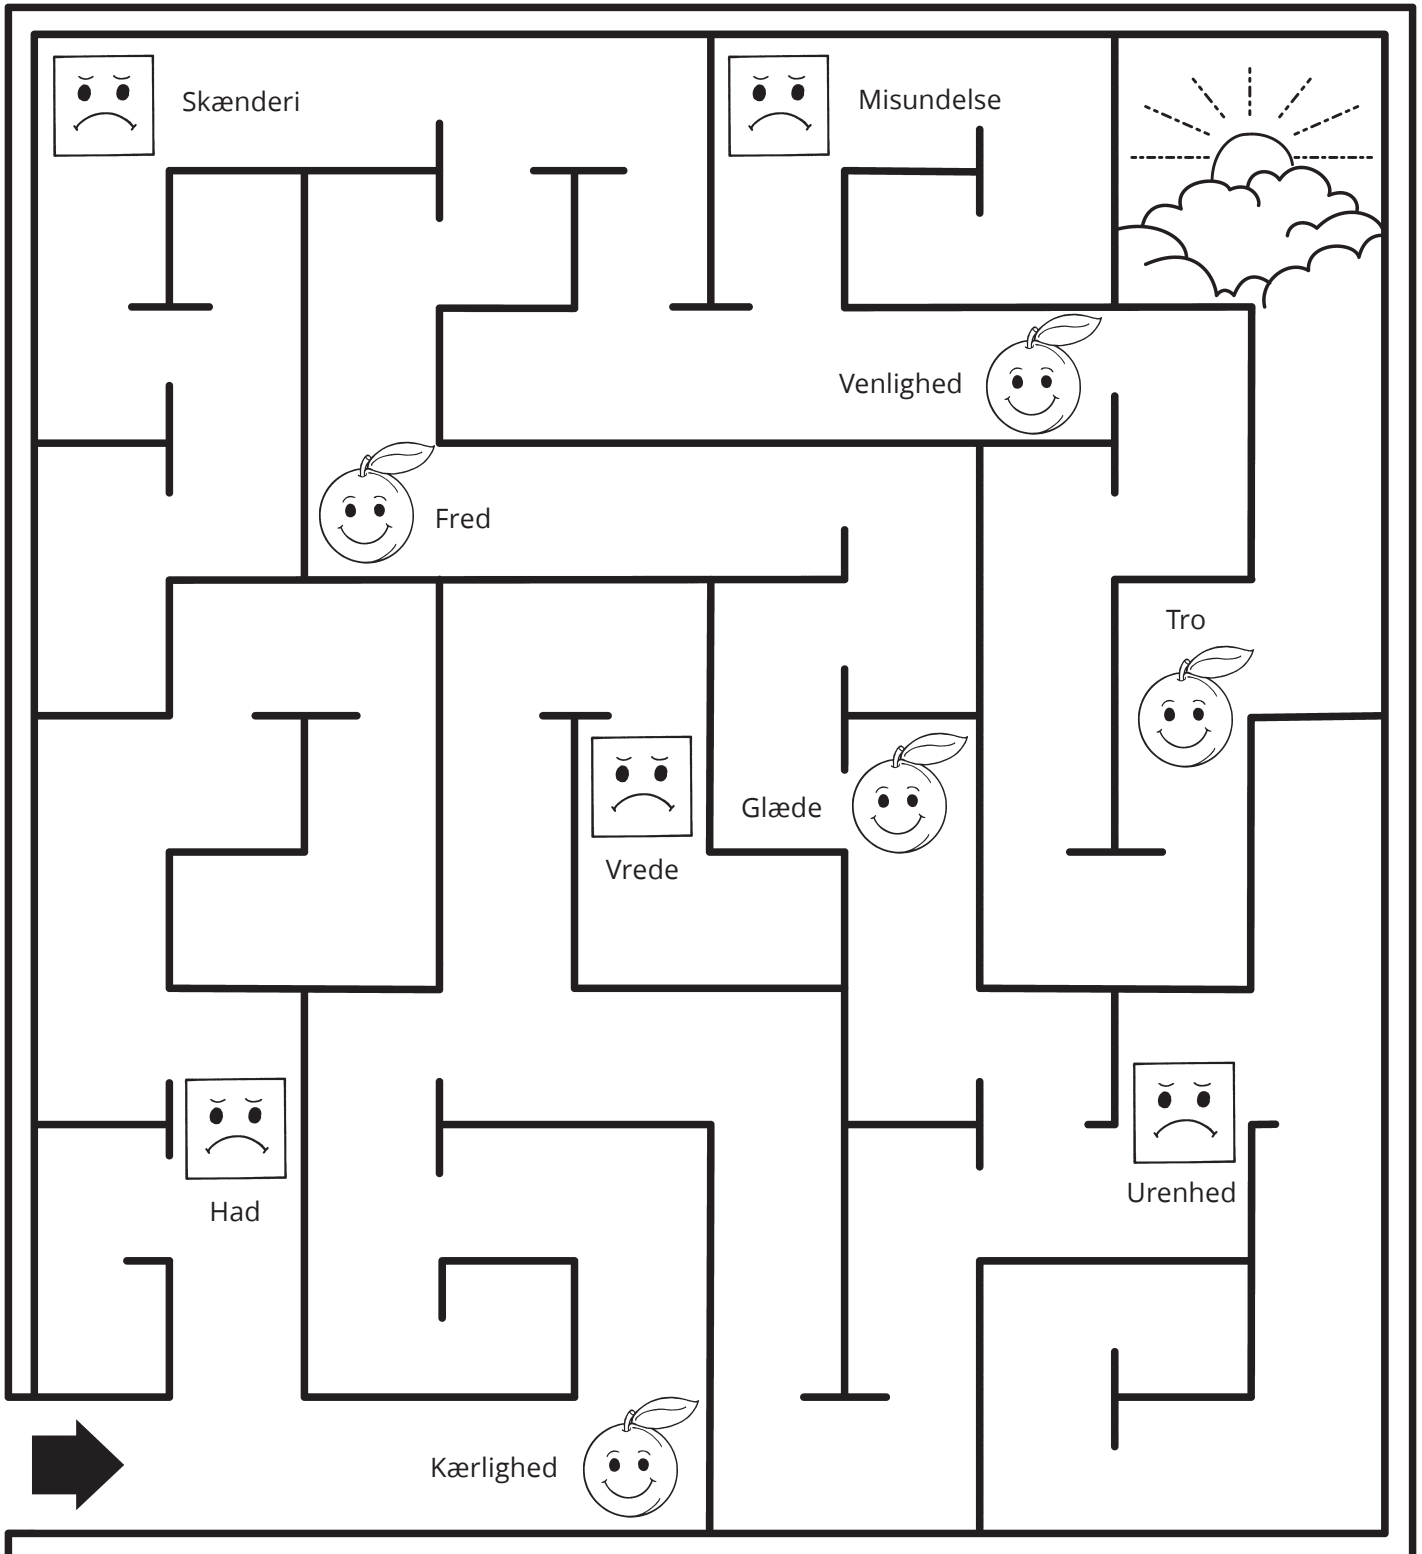 Skænderi
Misundelse
Venlighed
Fred
Tro
Glæde
Vrede
Urenhed
Had
Kærlighed